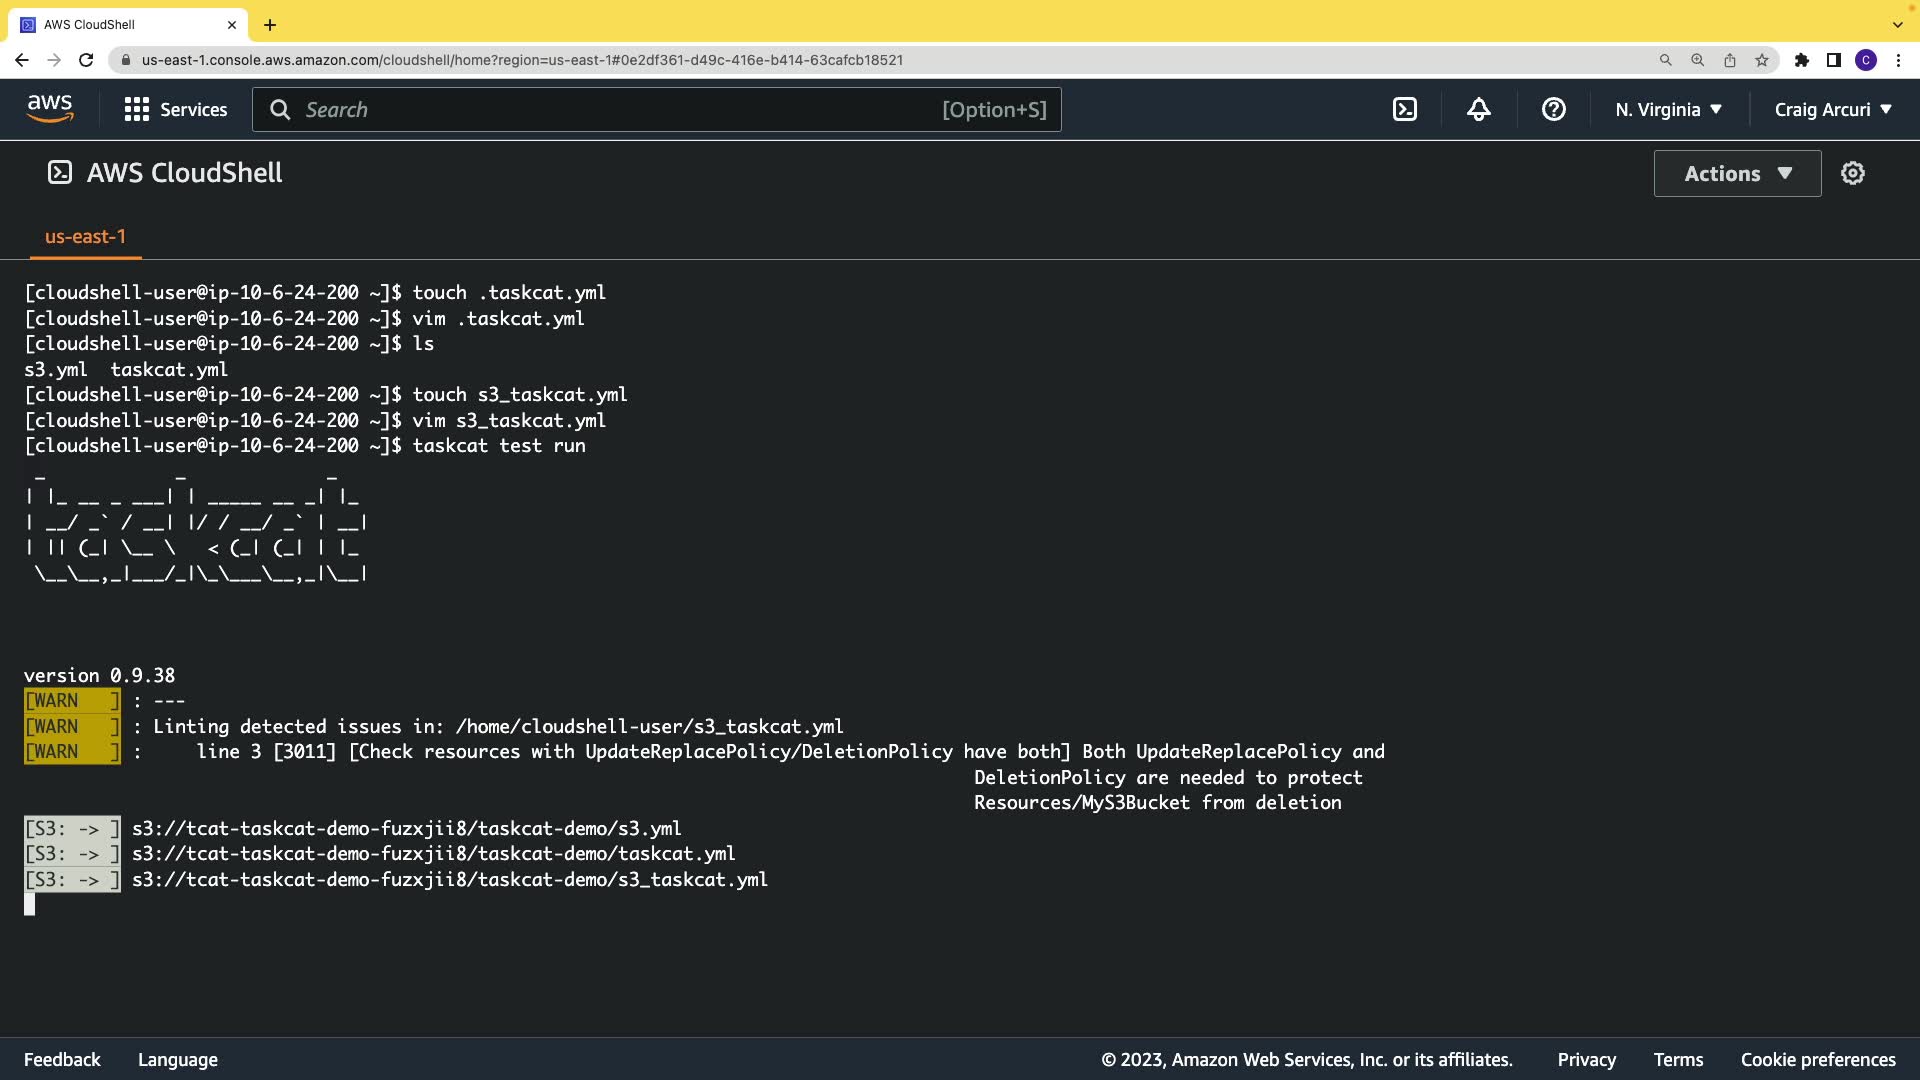 AWS CloudShell
us-east-1.console.aws.amazon.com/cloudshell/home?region=us-east-1#0e2df361-d49c-416e-b414-63cafcb18521
C
aws
Services
Search
[Option+S]
N. Virginia
Craig Arcuri
AWS CloudShell
Actions
us-east-1
[cloudshell-user@ip-10-6-24-200 ~]$ touch .taskcat.yml
[cloudshell-user@ip-10-6-24-200 ~]$ vim .taskcat.yml
[cloudshell-user@ip-10-6-24-200 ~]$ ls
s3.yml  taskcat.yml
[cloudshell-user@ip-10-6-24-200 ~]$ touch s3_taskcat.yml
[cloudshell-user@ip-10-6-24-200 ~]$ vim s3_taskcat.yml
[cloudshell-user@ip-10-6-24-200 ~]$ taskcat test run
 _             _             _
| |_ __ _ ___| | _____ __ _| |_
| __/ _` / __| |/ / __/ _` | __|
| || (_| \__ \   < (_| (_| | |_
 \__\__,_|___/_|\_\___\__,_|\__|
version 0.9.38
[WARN   ] : ---
[WARN   ] : Linting detected issues in: /home/cloudshell-user/s3_taskcat.yml
[WARN   ] :     line 3 [3011] [Check resources with UpdateReplacePolicy/DeletionPolicy have both] Both UpdateReplacePolicy and
DeletionPolicy are needed to protect
Resources/MyS3Bucket from deletion
[S3: -> ] s3://tcat-taskcat-demo-fuzxjii8/taskcat-demo/s3.yml
[S3: -> ] s3://tcat-taskcat-demo-fuzxjii8/taskcat-demo/taskcat.yml
[S3: -> ] s3://tcat-taskcat-demo-fuzxjii8/taskcat-demo/s3_taskcat.yml
Feedback
Language
© 2023, Amazon Web Services, Inc. or its affiliates.
Privacy
Terms
Cookie preferences